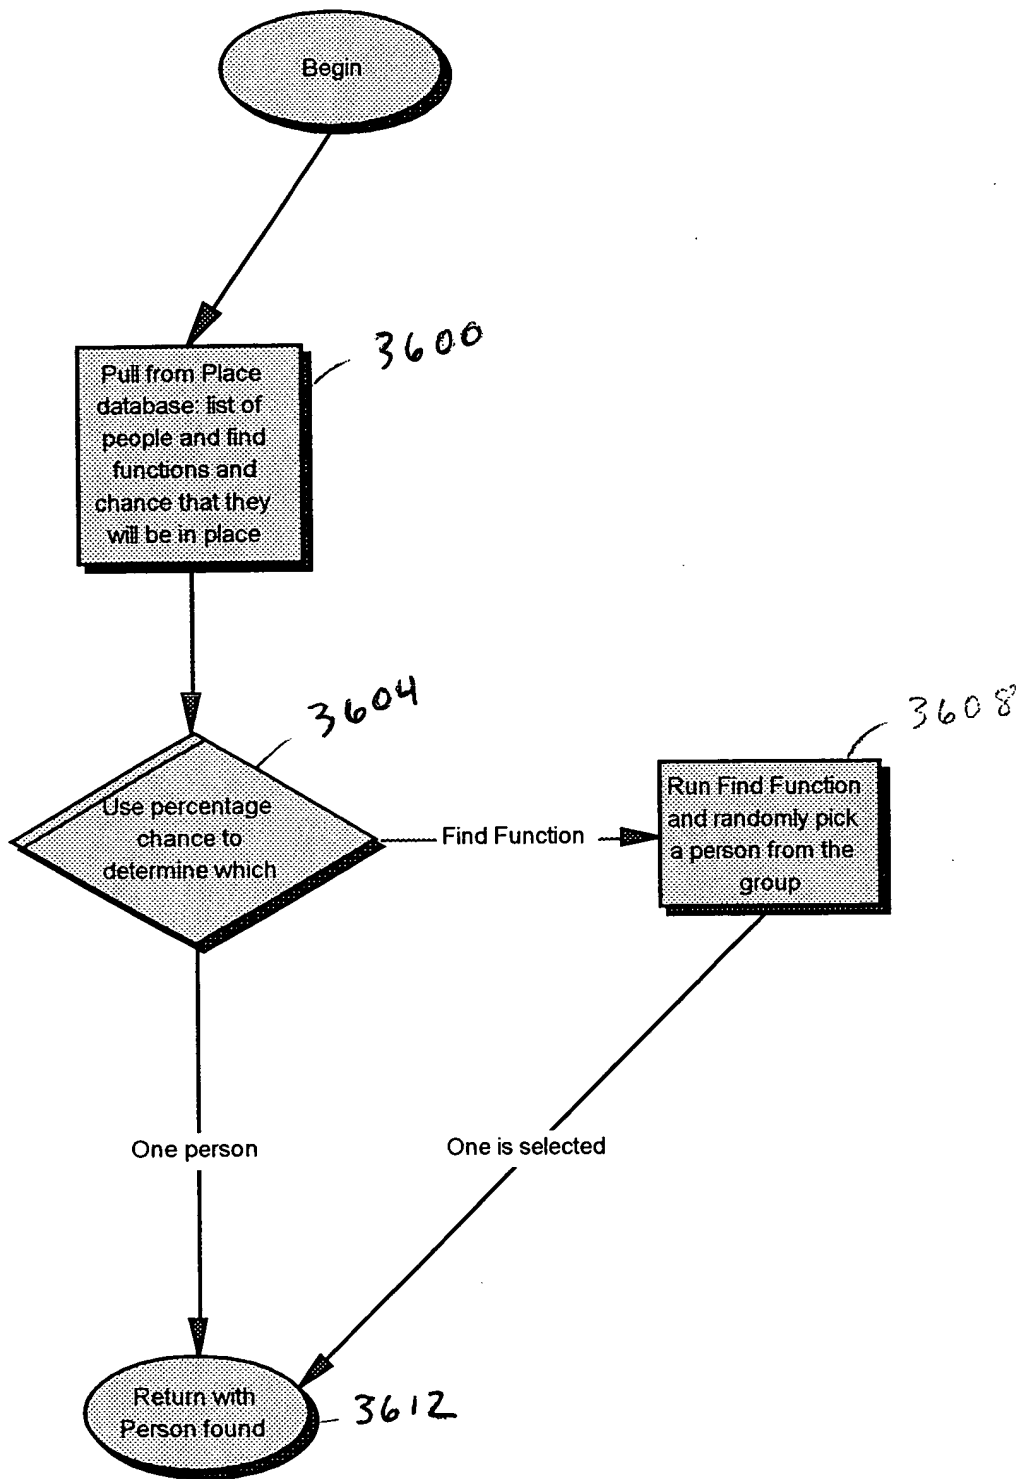 Begin
3600
Pull from Place
database: list of
people and find
functions and
chance that they
will be in place
3604
Use percentage
chance to
determine which
Find Function
3608
Run Find Function
and randomly pick
a person from the
group
One person
One is selected
Return with
Person found
3612